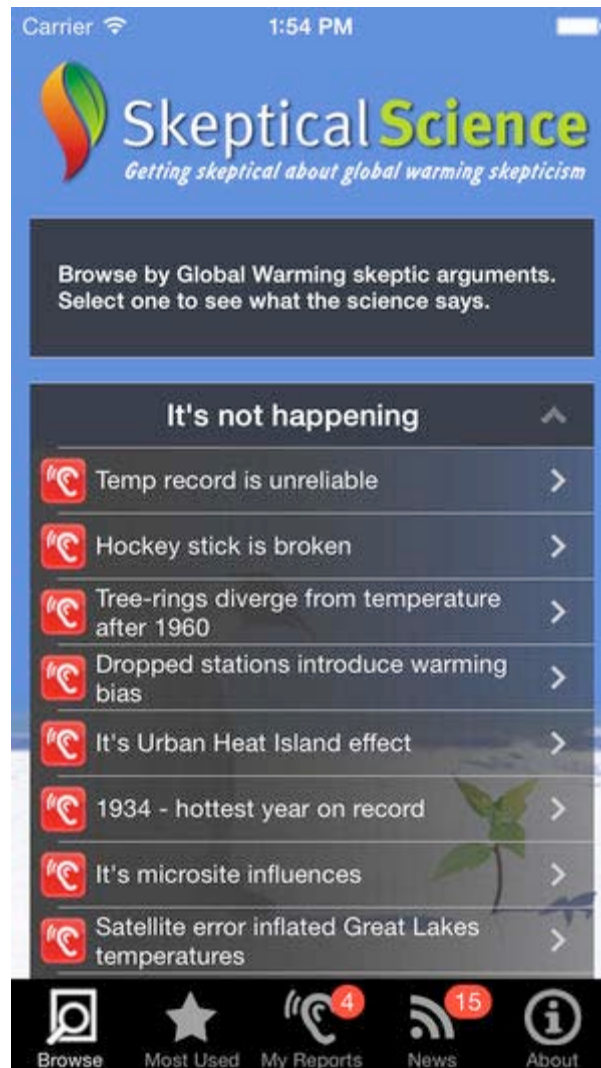 Carrier 1:54 PM
Skeptical Science
Getting skeptical about global warming skepticism
Browse by Global Warming skeptic arguments.
Select one to see what the science says.
It's not happening
Temp record is unreliable
Hockey stick is broken
Tree-rings diverge from temperature
after 1960
Dropped stations introduce warming
bias
It's Urban Heat Island effect
1934 - hottest year on record
It's microsite influences
Satellite error inflated Great Lakes
temperatures
4 15
Browse Most Used My Reports News About